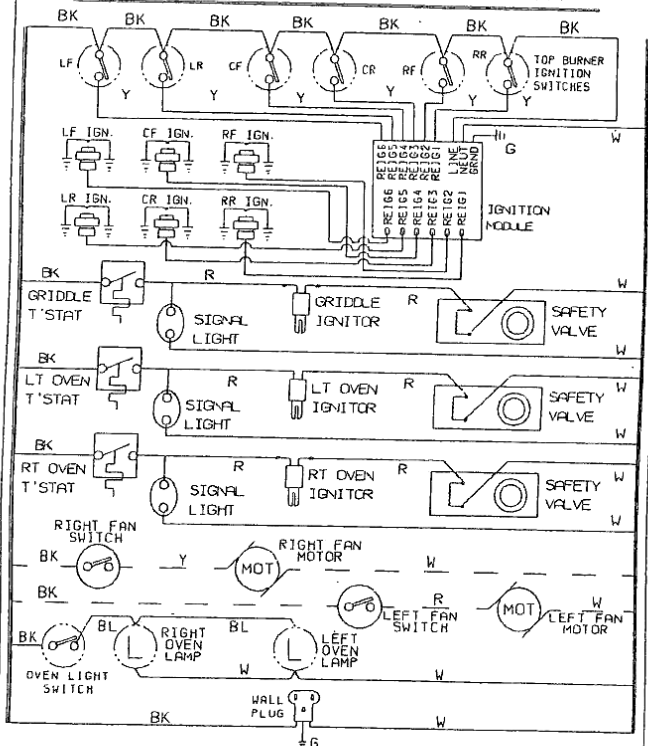 BK BK BK BK BK BK BK
LF LR CF CR RF RR
TOP BURNER
IGNITION
SWITCHES
Y Y Y Y Y Y
W
G
LF IGN. CF IGN. RF IGN.
REIG6 REIG5 REIG4 REIG3 REIG2 REIG1 LINE NEUT GRND
REIG6 REIG5 REIG4 REIG3 REIG2 REIG1
IGNITION
MODULE
LR IGN. CR IGN. RR IGN.
BK R W
GRIDDLE
T'STAT
SIGNAL
LIGHT
GRIDDLE
IGNITOR
R
SAFETY
VALVE
W
BK R W
LT OVEN
T'STAT
SIGNAL
LIGHT
LT OVEN
IGNITOR
R
SAFETY
VALVE
W
BK R W
RT OVEN
T'STAT
SIGNAL
LIGHT
RT OVEN
IGNITOR
R
SAFETY
VALVE
W
RIGHT FAN
SWITCH
BK Y
MOT
RIGHT FAN
MOTOR
W
BK
LEFT FAN
SWITCH
R
MOT
W
LEFT FAN
MOTOR
BK BL
L
RIGHT
OVEN
LAMP
BL
L
LEFT
OVEN
LAMP
OVEN LIGHT
SWITCH
W W
WALL
PLUG
BK W
G